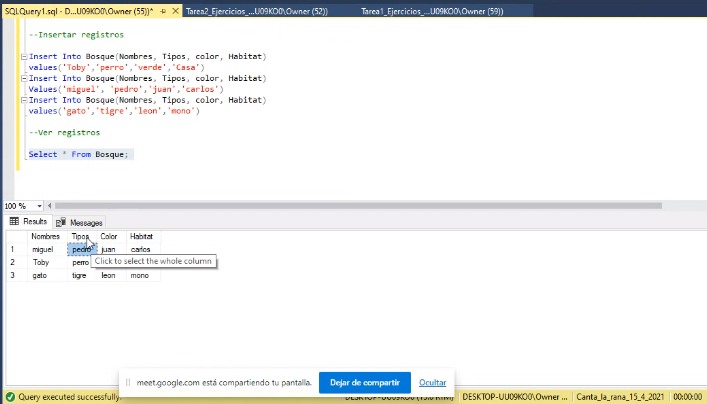 SQLQuery1.sql - D...U09KO0\Owner (55))* Tarea2_Ejercicios_...U09KO0\Owner (52)) Tarea1_Ejercicios_...U09KO0\Owner (59))
--Insertar registros
Insert Into Bosque(Nombres, Tipos, color, Habitat)
values('Toby','perro','verde','Casa')
Insert Into Bosque(Nombres, Tipos, color, Habitat)
Values('miguel', 'pedro','juan','carlos')
Insert Into Bosque(Nombres, Tipos, color, Habitat)
values('gato','tigre','leon','mono')
--Ver registros
Select * From Bosque;
100 %
Results Messages
Nombres Tipos Color Habitat
1 miguel pedro juan carlos
2 Toby perro
Click to select the whole column
3 gato tigre leon mono
meet.google.com está compartiendo tu pantalla. Dejar de compartir Ocultar
Query executed successfully. DESKTOP-UU09KO0\Owner ... Canta_la_rana_15_4_2021 00:00:00